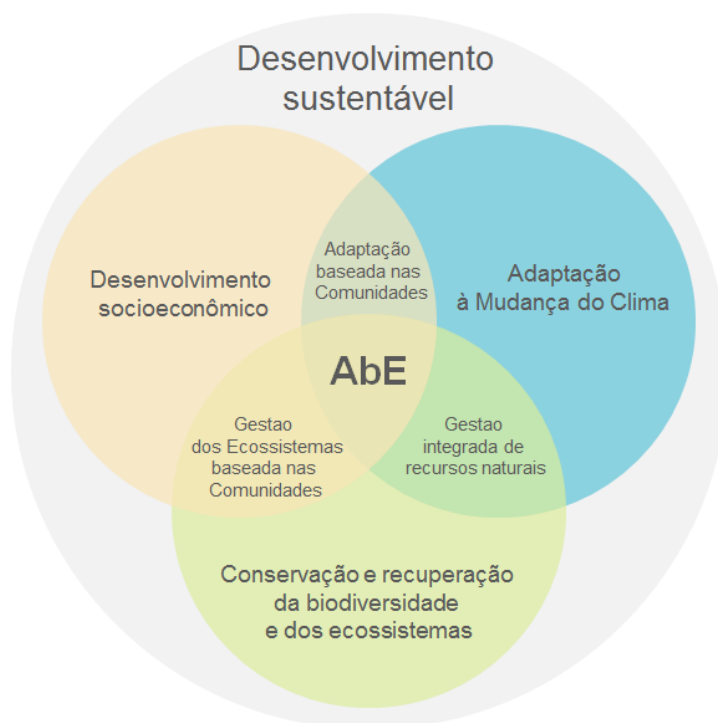 Desenvolvimento
sustentável
Adaptação
baseada nas
Comunidades
Desenvolvimento
socioeconômico
Adaptação
à Mudança do Clima
AbE
Gestao
dos Ecossistemas
baseada nas
Comunidades
Gestao
integrada de
recursos naturais
Conservação e recuperação
da biodiversidade
e dos ecossistemas